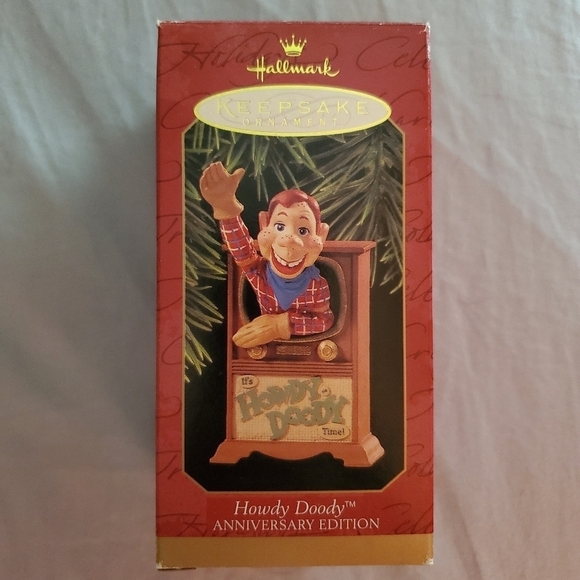 Hallmark
KEEPSAKE
ORNAMENT
It's
HOWDY
DOODY
Time!
Howdy Doody™
ANNIVERSARY EDITION